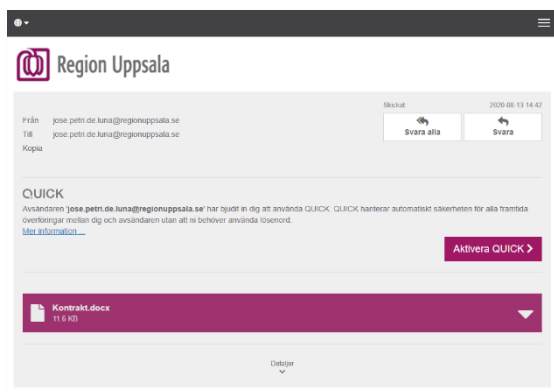 Region Uppsala
Skickat: 2020-08-13 14:42
Från jose.petri.de.luna@regionuppsala.se
Till jose.petri.de.luna@regionuppsala.se
Kopia
Svara alla
Svara
QUICK
Avsändaren 'jose.petri.de.luna@regionuppsala.se' har bjudit in dig att använda QUICK. QUICK hanterar automatiskt säkerheten för alla framtida
överföringar mellan dig och avsändaren utan att ni behöver använda lösenord.
Mer information ...
Aktivera QUICK
Kontrakt.docx
11.6 KB
Detaljer